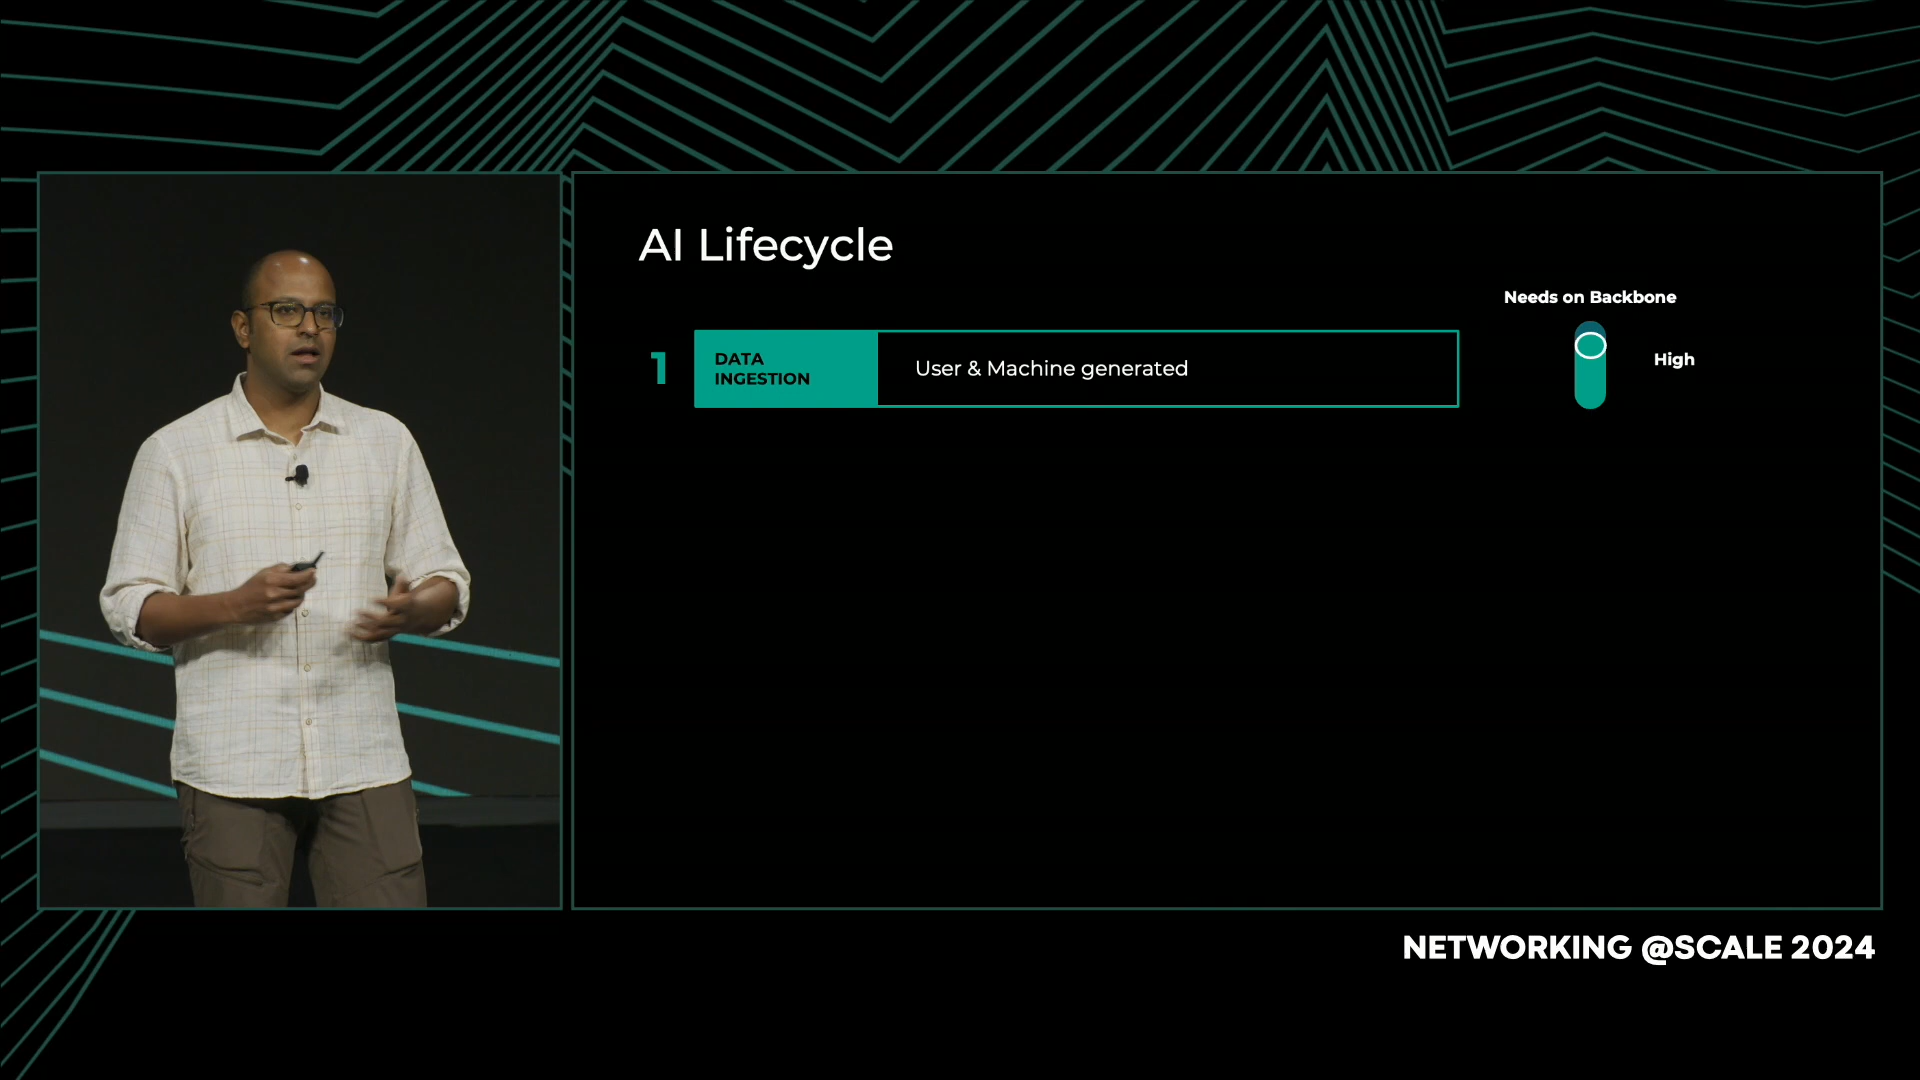 AI Lifecycle
Needs on Backbone
1
DATA
INGESTION
User & Machine generated
High
NETWORKING @SCALE 2024